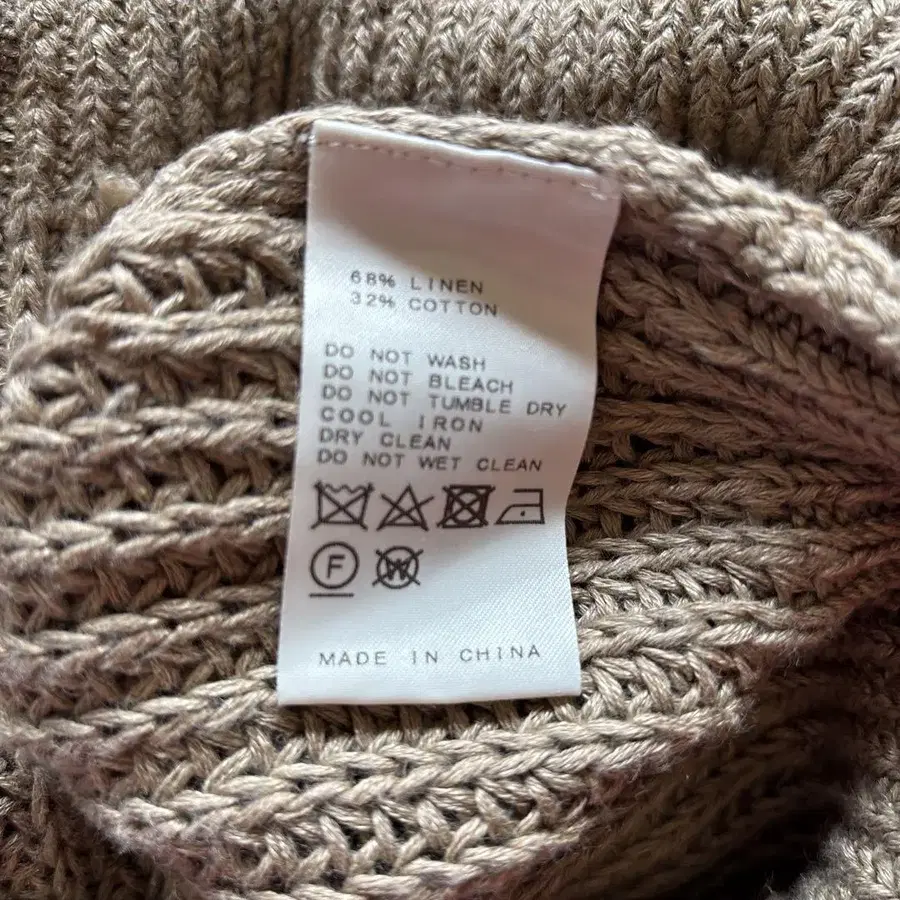 68% LINEN
32% COTTON
DO NOT WASH
DO NOT BLEACH
DO NOT TUMBLE DRY
COOL IRON
DRY CLEAN
DO NOT WET CLEAN
F W
MADE IN CHINA